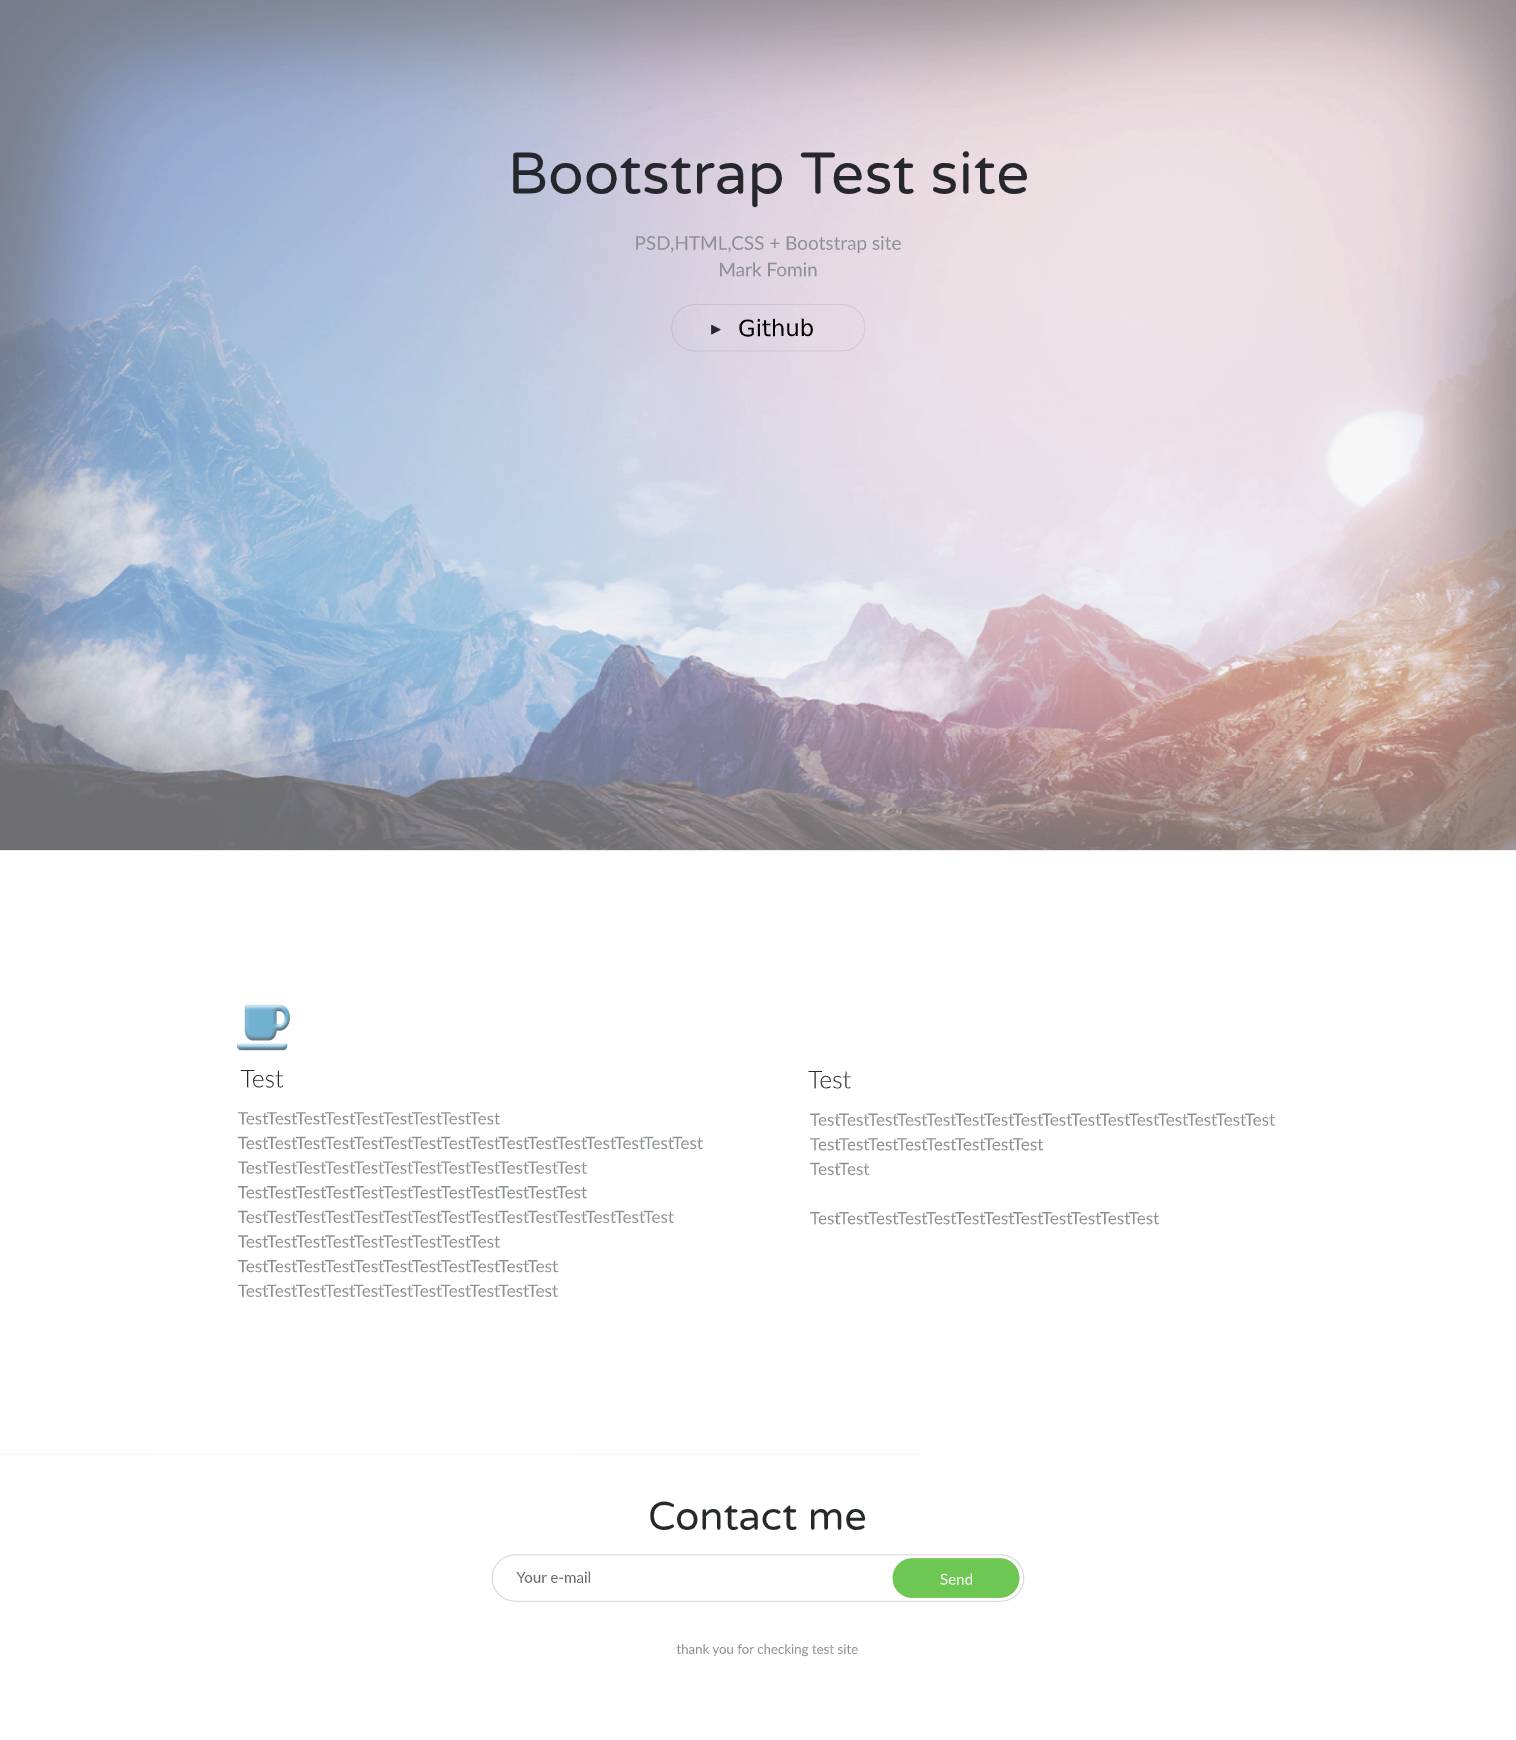 Bootstrap Test site
PSD,HTML,CSS + Bootstrap site
Mark Fomin
Github
Test
TestTestTestTestTestTestTestTestTest
TestTestTestTestTestTestTestTestTestTestTestTestTestTestTestTest
TestTestTestTestTestTestTestTestTestTestTestTest
TestTestTestTestTestTestTestTestTestTestTestTest
TestTestTestTestTestTestTestTestTestTestTestTestTestTestTest
TestTestTestTestTestTestTestTestTest
TestTestTestTestTestTestTestTestTestTestTest
TestTestTestTestTestTestTestTestTestTestTest
Test
TestTestTestTestTestTestTestTestTestTestTestTestTestTestTestTest
TestTestTestTestTestTestTestTest
TestTest
TestTestTestTestTestTestTestTestTestTestTestTest
Contact me
Your e-mail
Send
thank you for checking test site